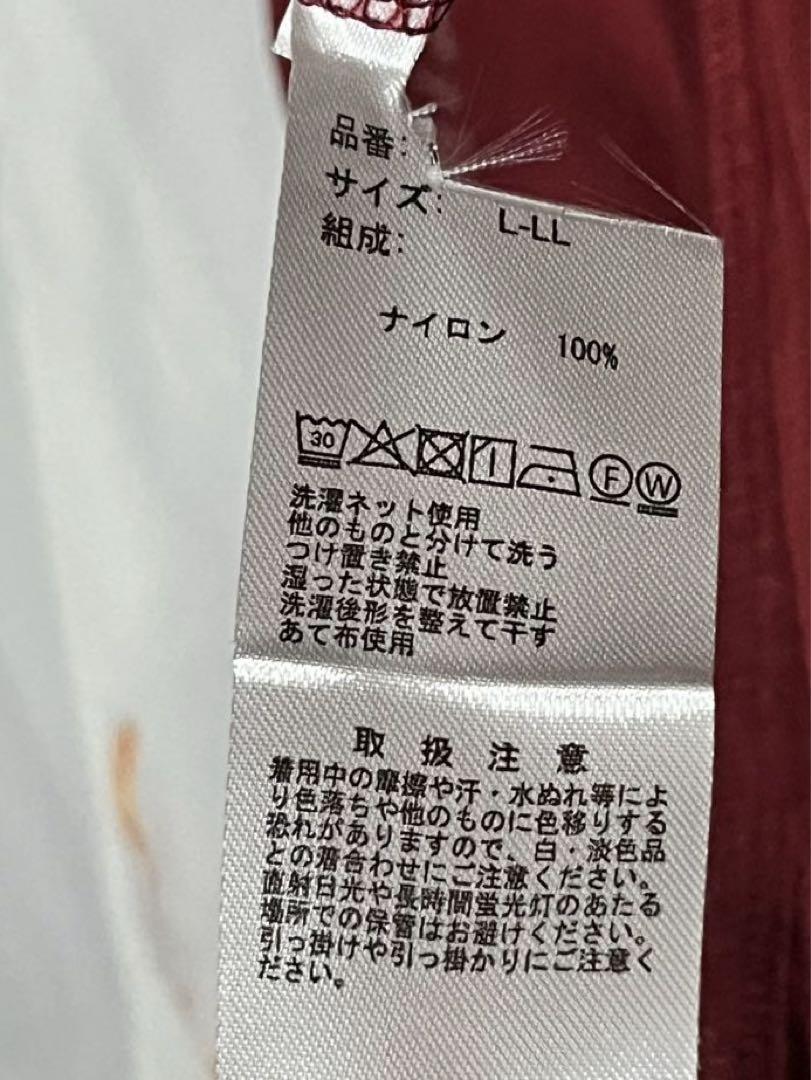 品番:
サイズ: L-LL
組成:
ナイロン 100%
30 F W
洗濯ネット使用
他のものと分けて洗う
つけ置き禁止
湿った状態で放置禁止
洗濯後形を整えて干す
あて布使用
取扱注意
着用中の摩擦や汗・水ぬれ等によ
り色落ちや他のものに色移りする
恐れがありますので、白・淡色品
との着合わせにご注意ください。
直射日光や長時間蛍光灯のあたる
場所での保管はお避けください。
引っ掛けや引っ掛かりにご注意く
ださい。